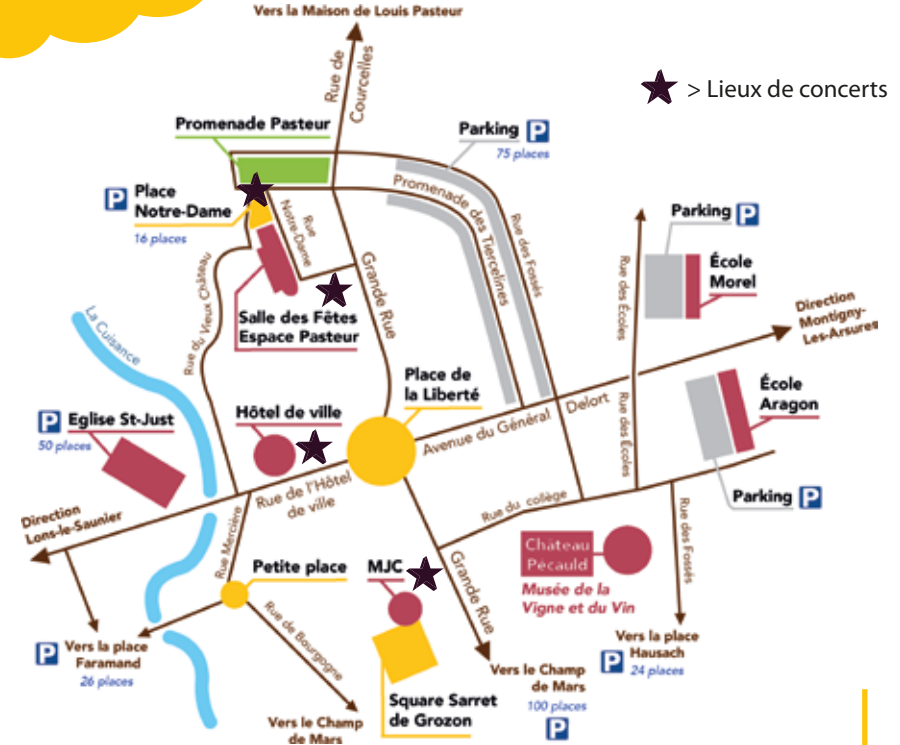 Vers la Maison de Louis Pasteur
Rue de
Courcelles
> Lieux de concerts
Promenade Pasteur
Parking P
75 places
P Place
Notre-Dame
16 places
Rue
Notre-Dame
Promenade des Tiercelines
Rue des Fossés
Parking P
École
Morel
Rue des Écoles
Direction
Montigny-
Les-Arsures
Rue du Vieux Château
La Cuisance
Salle des Fêtes
Espace Pasteur
Grande Rue
Place de
la Liberté
Avenue du Général Delort
Rue des Écoles
École
Aragon
Parking P
P Eglise St-Just
50 places
Hôtel de ville
Rue de l'Hôtel
de ville
Direction
Lons-le-Saunier
Rue Mercière
Rue du collège
Rue des Fossés
Château
Pécauld
Musée de la
Vigne et du Vin
Petite place
MJC
Grande Rue
Rue de Bourgogne
P Vers la place
Faramand
26 places
Vers la place
Hausach
P 24 places
Vers le Champ
de Mars
100 places
P
Square Sarret
de Grozon
Vers le Champ
de Mars